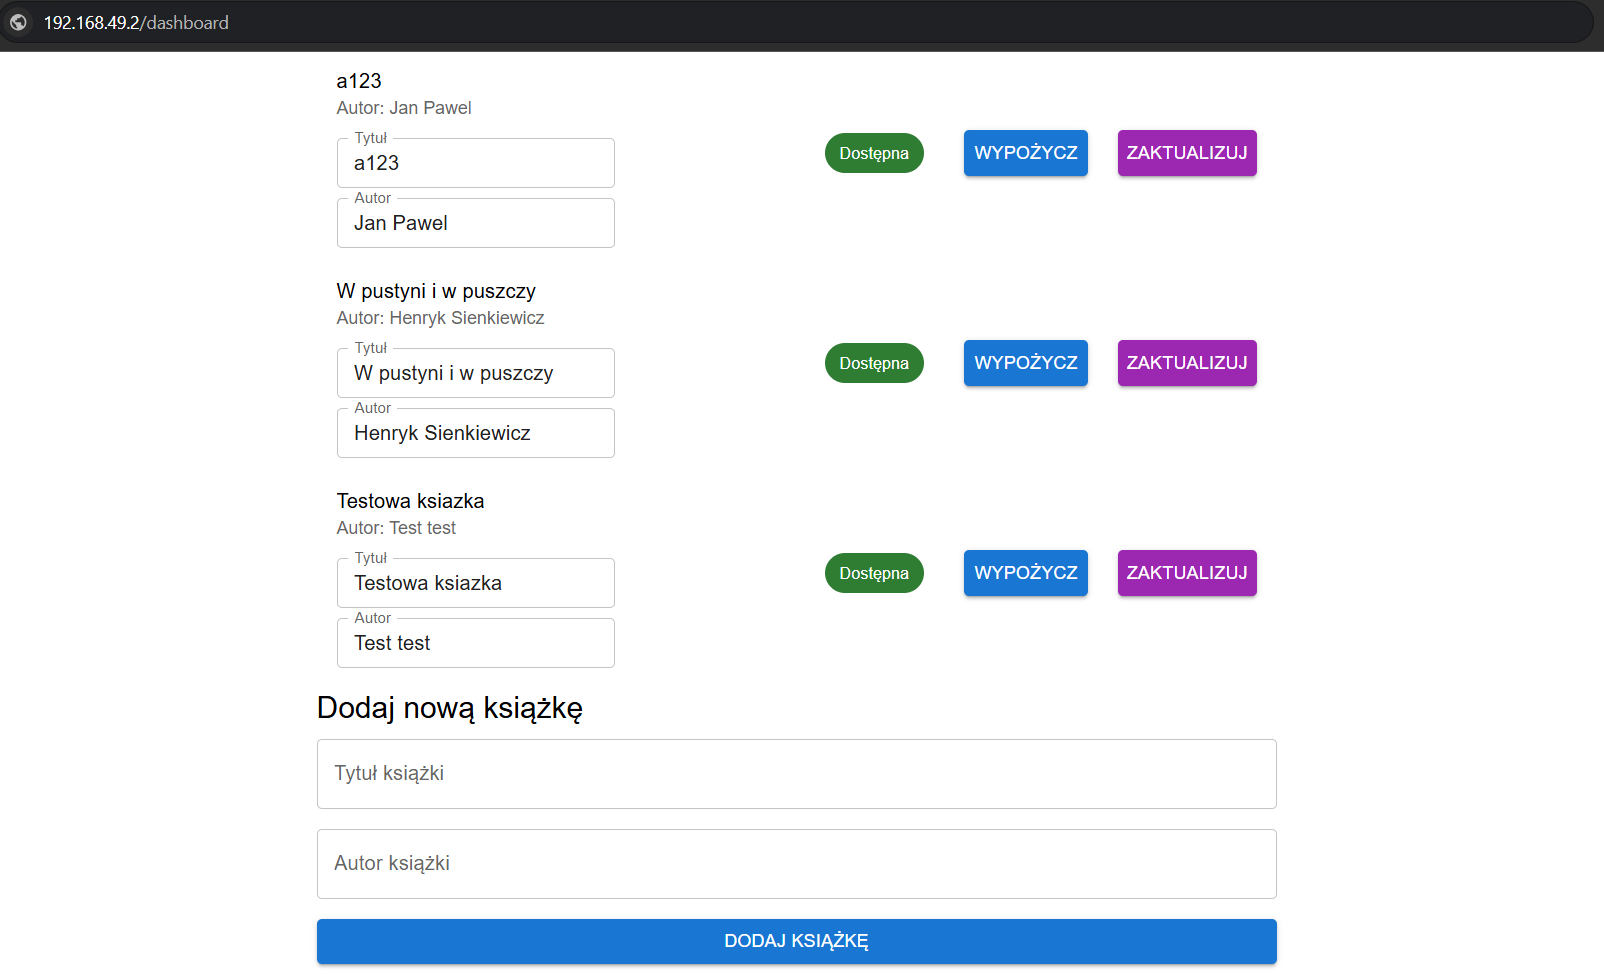 192.168.49.2/dashboard
a123
Autor: Jan Pawel
Tytuł
a123
Dostępna WYPOŻYCZ ZAKTUALIZUJ
Autor
Jan Pawel
W pustyni i w puszczy
Autor: Henryk Sienkiewicz
Tytuł
W pustyni i w puszczy
Dostępna WYPOŻYCZ ZAKTUALIZUJ
Autor
Henryk Sienkiewicz
Testowa ksiazka
Autor: Test test
Tytuł
Testowa ksiazka
Dostępna WYPOŻYCZ ZAKTUALIZUJ
Autor
Test test
Dodaj nową książkę
Tytuł książki
Autor książki
DODAJ KSIĄŻKĘ